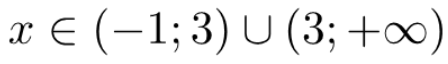 x ∈ (−1; 3) ∪ (3; +∞)